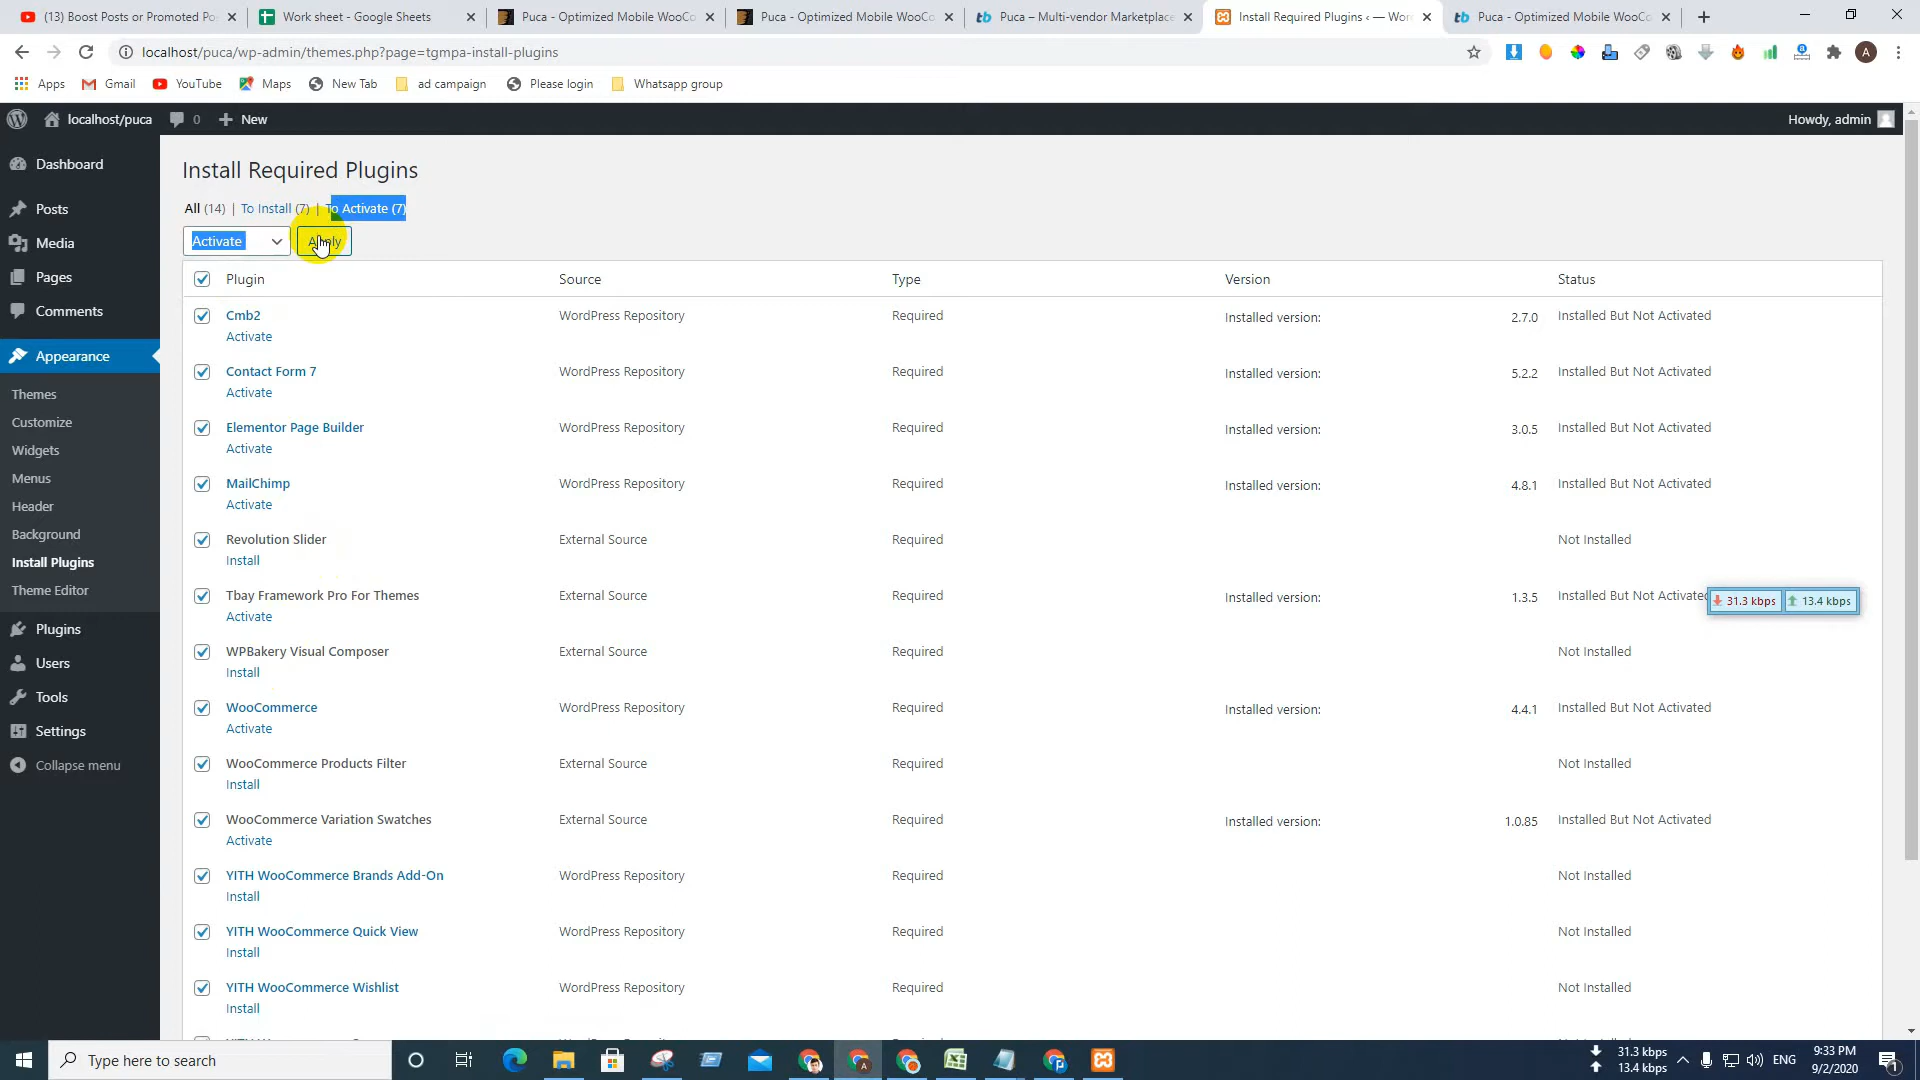 (13) Boost Posts or Promoted Po
Work sheet - Google Sheets
Puca - Optimized Mobile WooCo
Puca - Optimized Mobile WooCo
Puca – Multi-vendor Marketplace
Install Required Plugins ‹ — Wor
Puca - Optimized Mobile WooCo
localhost/puca/wp-admin/themes.php?page=tgmpa-install-plugins
A
Apps
Gmail
YouTube
Maps
New Tab
ad campaign
Please login
Whatsapp group
localhost/puca
0
New
Howdy, admin
Dashboard
Posts
Media
Pages
Comments
Appearance
Themes
Customize
Widgets
Menus
Header
Background
Install Plugins
Theme Editor
Plugins
Users
Tools
Settings
Collapse menu
Install Required Plugins
All (14) | To Install (7) | To Activate (7)
Activate
Apply
Plugin Source Type Version Status
Cmb2 WordPress Repository Required Installed version: 2.7.0 Installed But Not Activated
Activate
Contact Form 7 WordPress Repository Required Installed version: 5.2.2 Installed But Not Activated
Activate
Elementor Page Builder WordPress Repository Required Installed version: 3.0.5 Installed But Not Activated
Activate
MailChimp WordPress Repository Required Installed version: 4.8.1 Installed But Not Activated
Activate
Revolution Slider External Source Required Not Installed
Install
Tbay Framework Pro For Themes External Source Required Installed version: 1.3.5 Installed But Not Activated
Activate
31.3 kbps 13.4 kbps
WPBakery Visual Composer External Source Required Not Installed
Install
WooCommerce WordPress Repository Required Installed version: 4.4.1 Installed But Not Activated
Activate
WooCommerce Products Filter External Source Required Not Installed
Install
WooCommerce Variation Swatches External Source Required Installed version: 1.0.85 Installed But Not Activated
Activate
YITH WooCommerce Brands Add-On WordPress Repository Required Not Installed
Install
YITH WooCommerce Quick View WordPress Repository Required Not Installed
Install
YITH WooCommerce Wishlist WordPress Repository Required Not Installed
Install
Type here to search
31.3 kbps
13.4 kbps
ENG
9:33 PM
9/2/2020
1